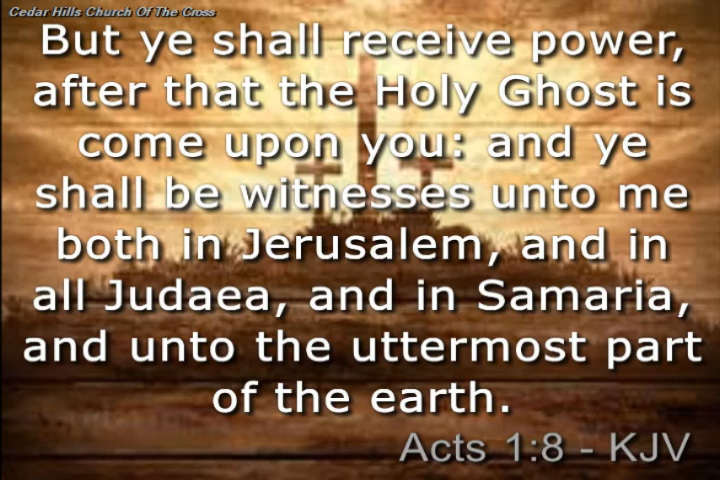 Cedar Hills Church Of The Cross
But ye shall receive power,
after that the Holy Ghost is
come upon you: and ye
shall be witnesses unto me
both in Jerusalem, and in
all Judaea, and in Samaria,
and unto the uttermost part
of the earth.
Acts 1:8 - KJV